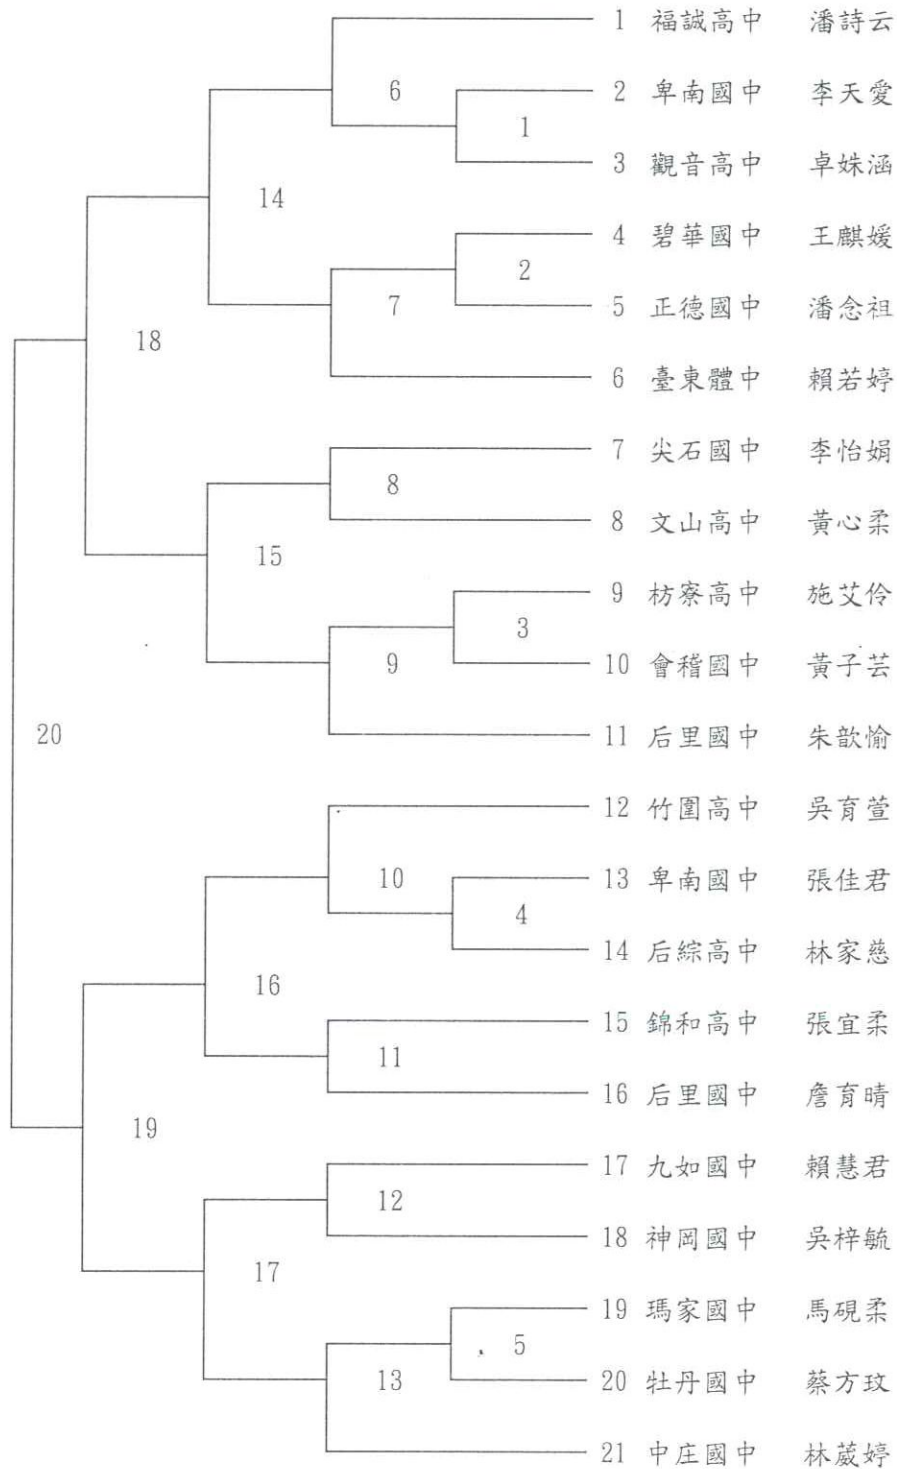 1 福誠高中 潘詩云
6
2 卑南國中 李天愛
1
3 觀音高中 卓姝涵
14
4 碧華國中 王麒媛
2
7
5 正德國中 潘念祖
18
6 臺東體中 賴若婷
7 尖石國中 李怡娟
8
8 文山高中 黃心柔
15
9 枋寮高中 施艾伶
3
9
10 會稽國中 黃子芸
20
11 后里國中 朱歆愉
12 竹圍高中 吳育萱
10
13 卑南國中 張佳君
4
14 后綜高中 林家慈
16
15 錦和高中 張宜柔
11
16 后里國中 詹育晴
19
17 九如國中 賴慧君
12
18 神岡國中 吳梓毓
17
19 瑪家國中 馬硯柔
5
13
20 牡丹國中 蔡方玟
21 中庄國中 林葳婷